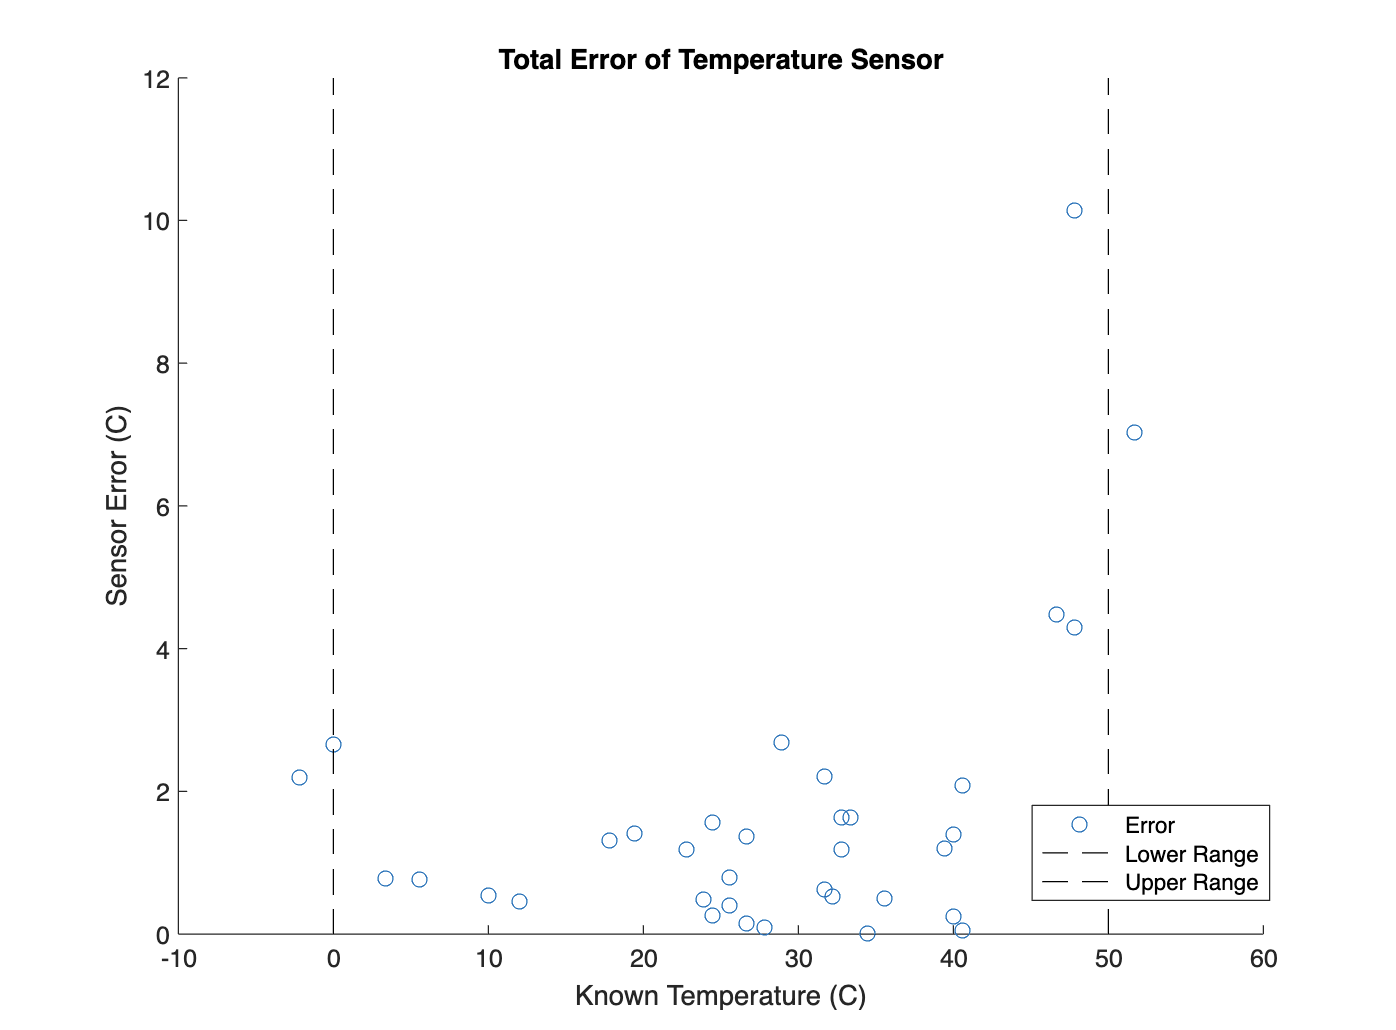 Total Error of Temperature Sensor
12
10
8
6
4
2
0
Sensor Error (C)
-10 0 10 20 30 40 50 60
Known Temperature (C)
Error
Lower Range
Upper Range